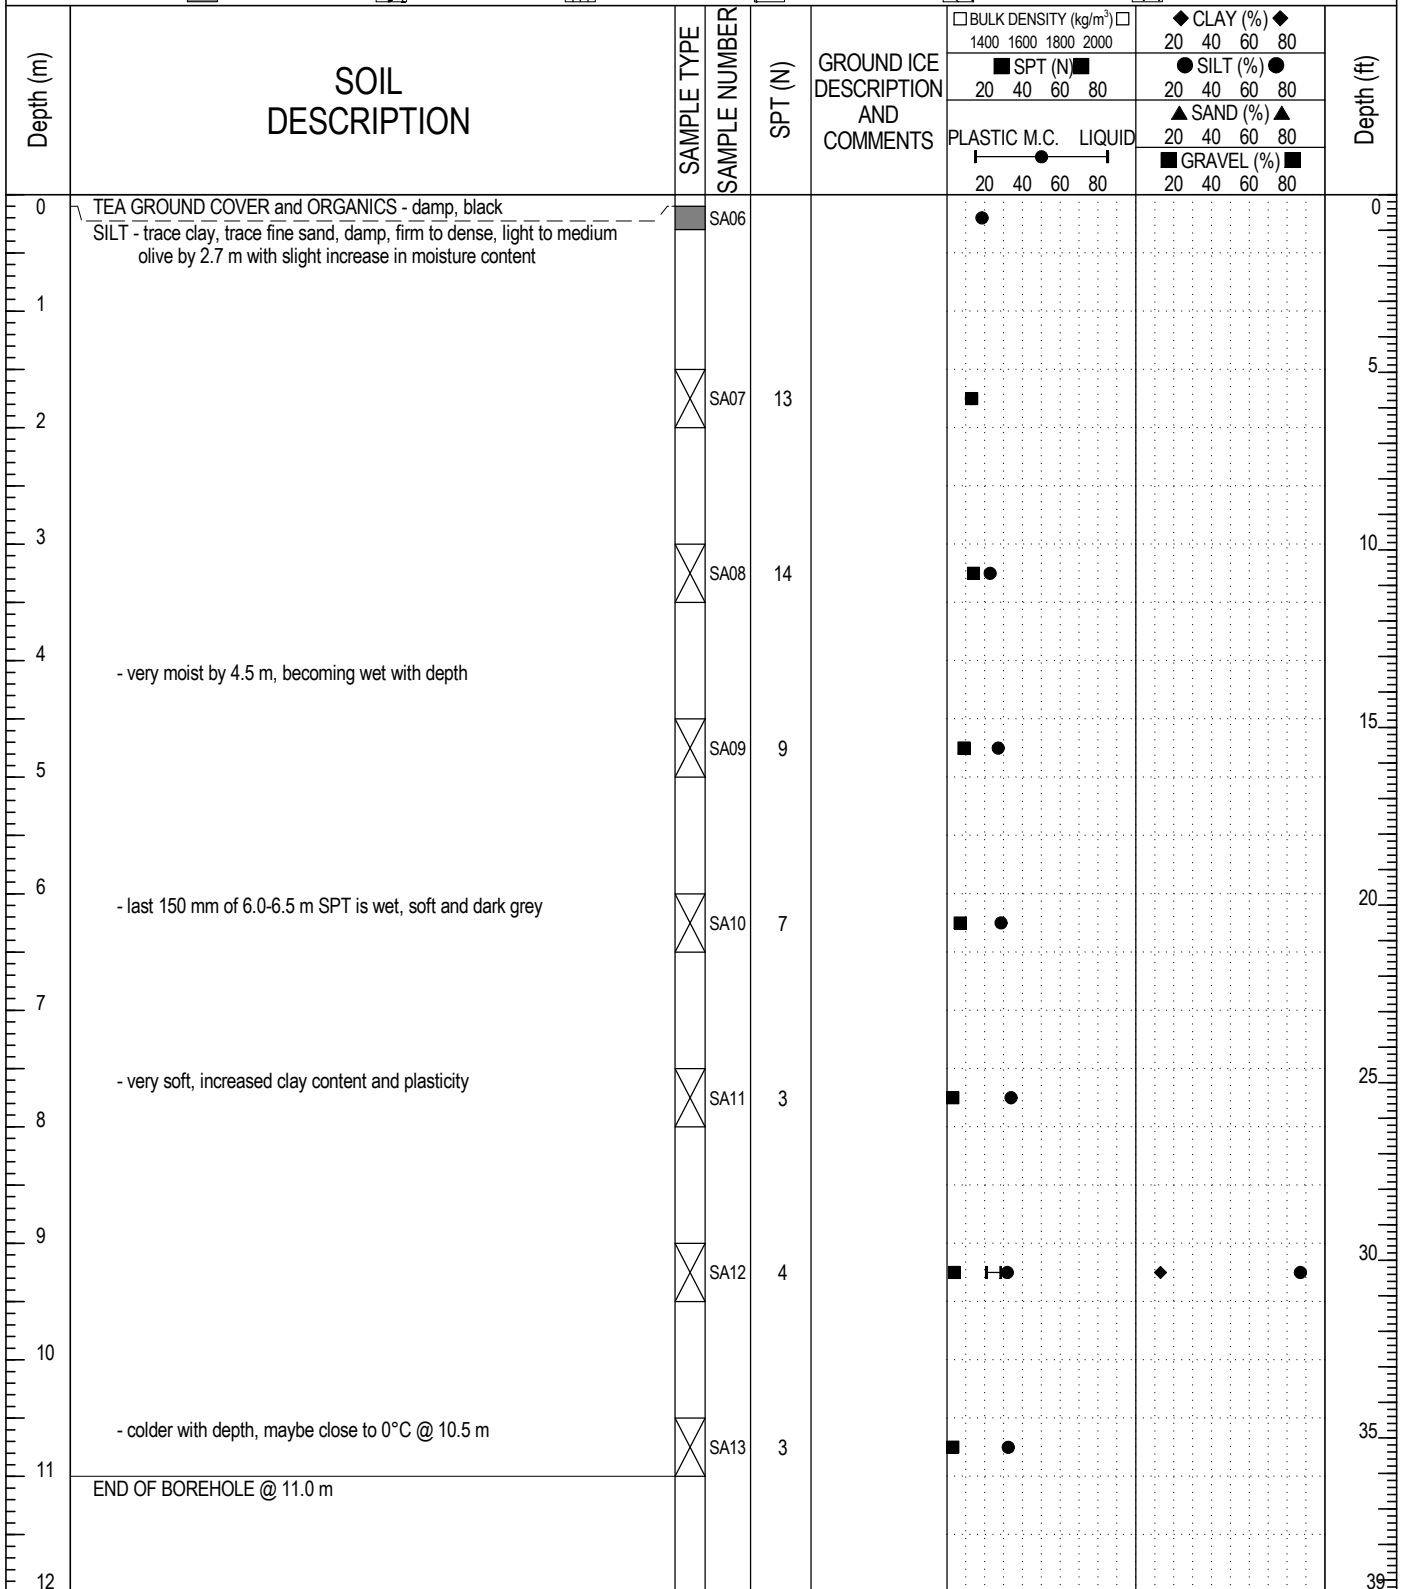 Depth (m)
SOIL
DESCRIPTION
SAMPLE TYPE
SAMPLE NUMBER
SPT (N)
GROUND ICE
DESCRIPTION
AND
COMMENTS
BULK DENSITY (kg/m³)
1400 1600 1800 2000
SPT (N)
20 40 60 80
PLASTIC M.C. LIQUID
20 40 60 80
CLAY (%)
20 40 60 80
SILT (%)
20 40 60 80
SAND (%)
20 40 60 80
GRAVEL (%)
20 40 60 80
Depth (ft)
0 TEA GROUND COVER and ORGANICS - damp, black SA06 0
SILT - trace clay, trace fine sand, damp, firm to dense, light to medium
olive by 2.7 m with slight increase in moisture content
1
5
SA07 13
2
3 10
SA08 14
4
- very moist by 4.5 m, becoming wet with depth
15
SA09 9
5
6 20
- last 150 mm of 6.0-6.5 m SPT is wet, soft and dark grey
SA10 7
7
- very soft, increased clay content and plasticity 25
SA11 3
8
9 30
SA12 4
10
- colder with depth, maybe close to 0°C @ 10.5 m 35
SA13 3
11
END OF BOREHOLE @ 11.0 m
12 39